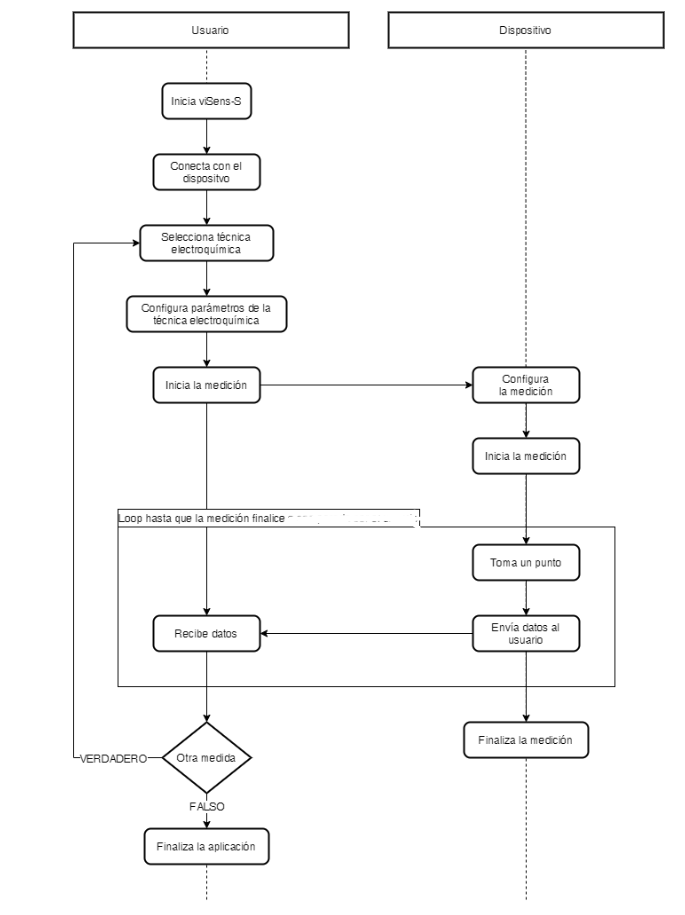 Usuario
Dispositivo
Inicia viSens-S
Conecta con el
dispositvo
Selecciona técnica
electroquímica
Configura parámetros de la
técnica electroquímica
Inicia la medición
Configura
la medición
Inicia la medición
Loop hasta que la medición finalice
Toma un punto
Recibe datos
Envía datos al
usuario
Finaliza la medición
VERDADERO
Otra medida
FALSO
Finaliza la aplicación